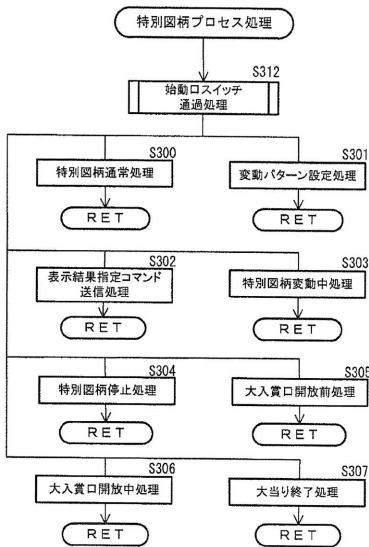 特別図柄プロセス処理
S312
始動口スイッチ
通過処理
S300
特別図柄通常処理
RET
S301
変動パターン設定処理
RET
S302
表示結果指定コマンド
送信処理
RET
S303
特別図柄変動中処理
RET
S304
特別図柄停止処理
RET
S305
大入賞口開放前処理
RET
S306
大入賞口開放中処理
RET
S307
大当り終了処理
RET